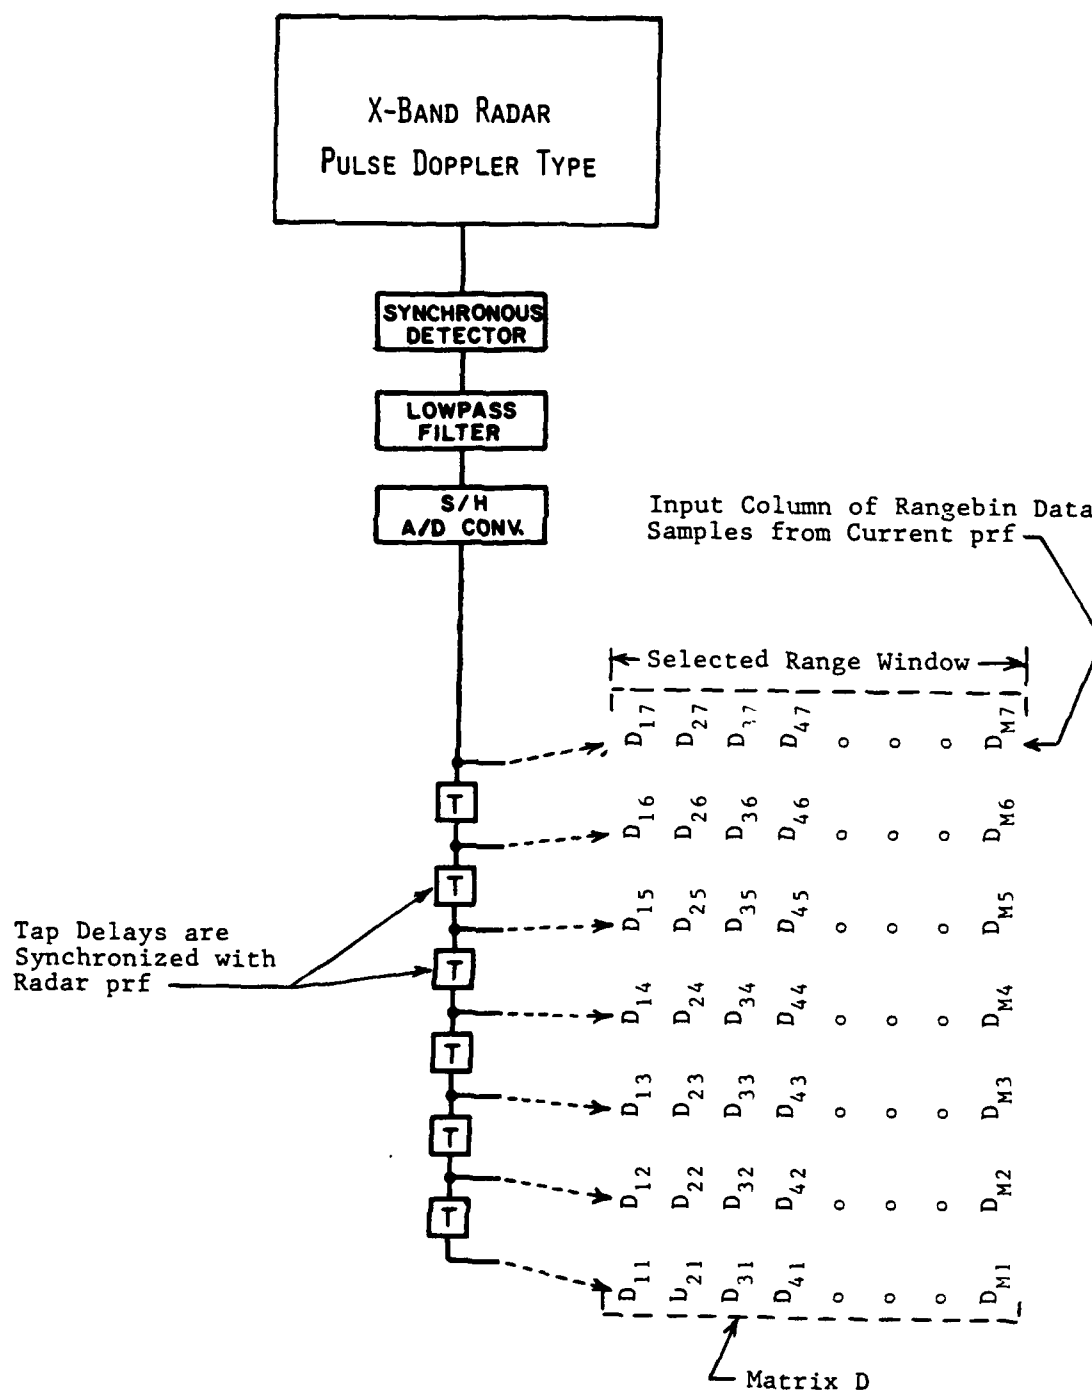 X-BAND RADAR
PULSE DOPPLER TYPE
SYNCHRONOUS
DETECTOR
LOWPASS
FILTER
S/H
A/D CONV.
Input Column of Rangebin Data
Samples from Current prf
Selected Range Window
D17 D27 D37 D47 o o o DM7
T
D16 D26 D36 D46 o o o DM6
T
D15 D25 D35 D45 o o o DM5
Tap Delays are
Synchronized with
Radar prf
T
D14 D24 D34 D44 o o o DM4
T
D13 D23 D33 D43 o o o DM3
T
D12 D22 D32 D42 o o o DM2
T
D11 D21 D31 D41 o o o DM1
Matrix D